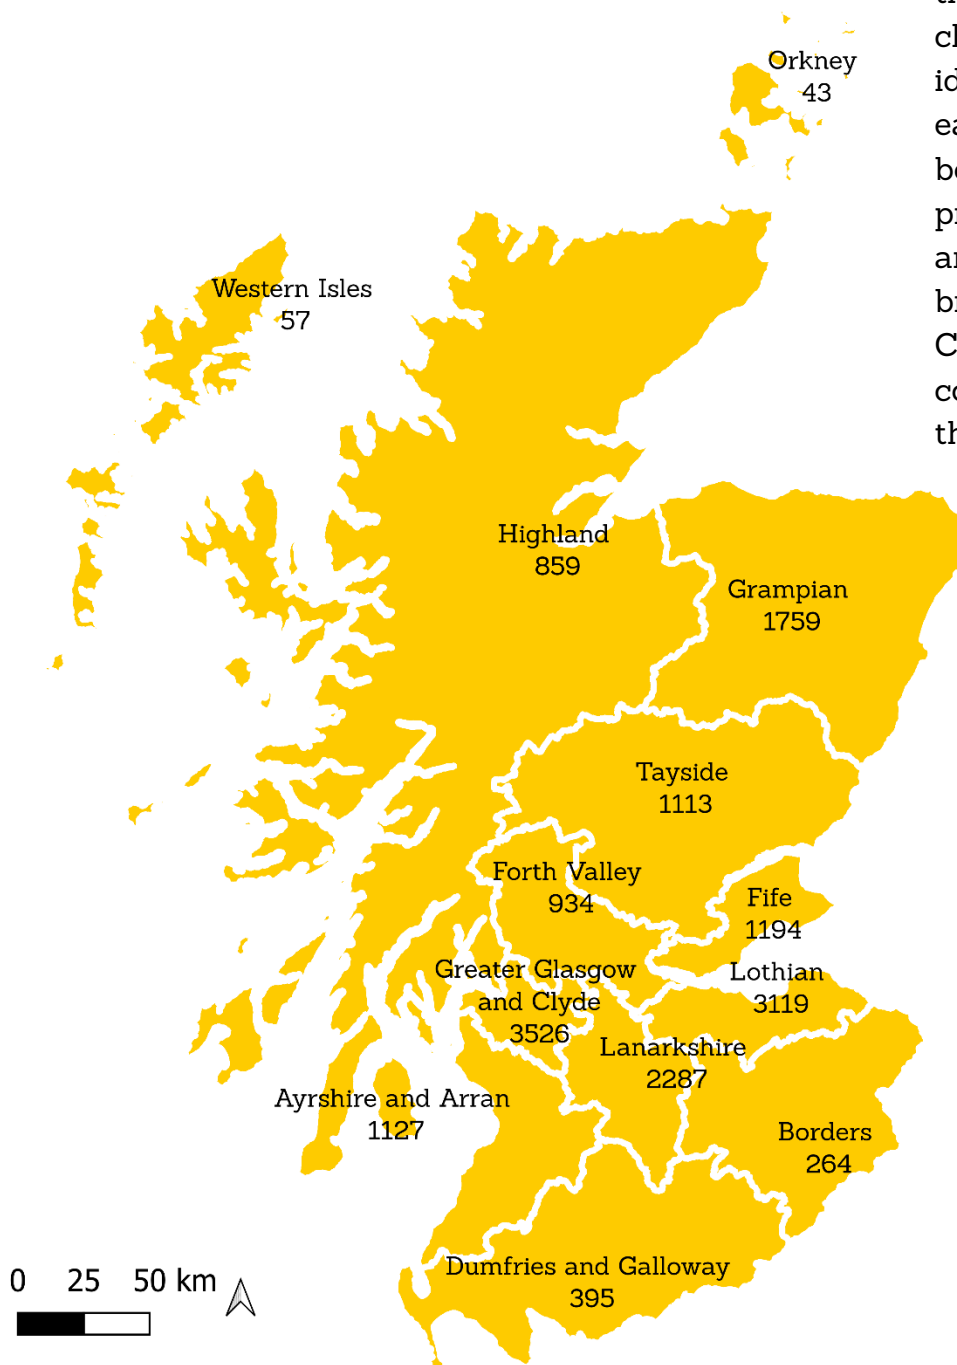 Orkney
43
Western Isles
57
Highland
859
Grampian
1759
Tayside
1113
Forth Valley
934
Fife
1194
Lothian
3119
Greater Glasgow
and Clyde
3526
Lanarkshire
2287
Ayrshire and Arran
1127
Borders
264
Dumfries and Galloway
395
0 25 50 km